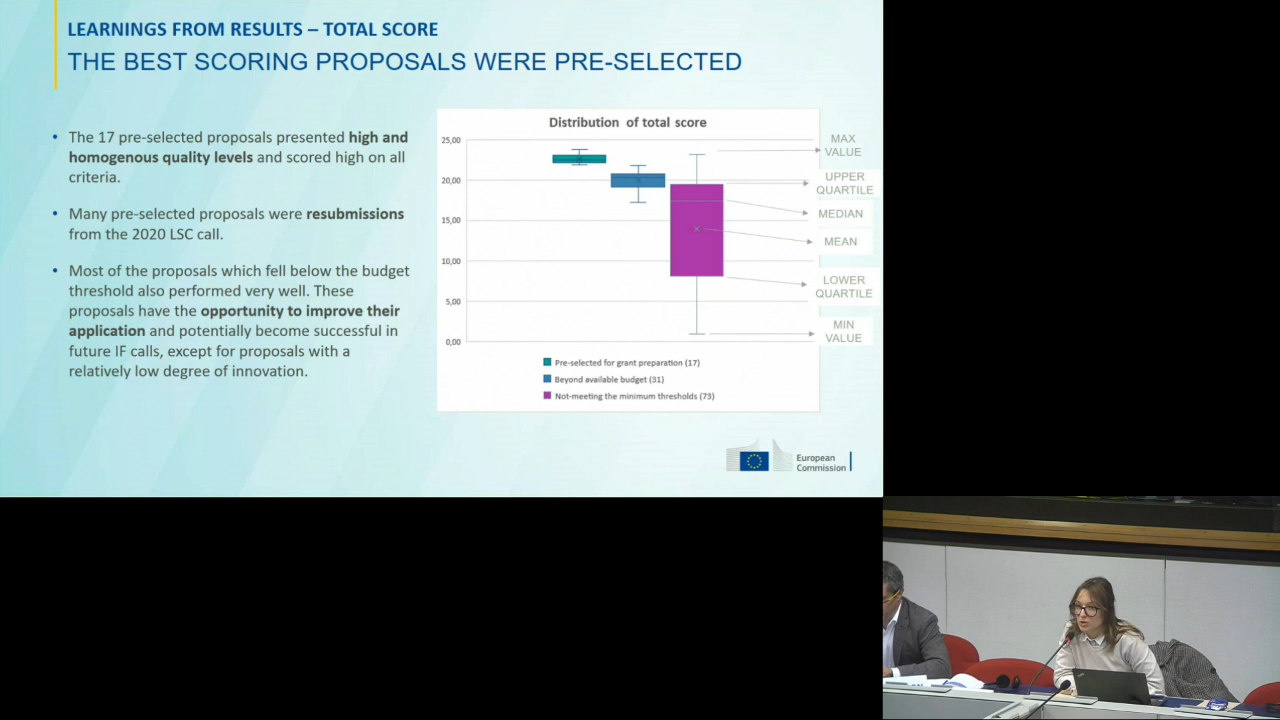 LEARNINGS FROM RESULTS – TOTAL SCORE
THE BEST SCORING PROPOSALS WERE PRE-SELECTED
• The 17 pre-selected proposals presented high and
homogenous quality levels and scored high on all
criteria.
• Many pre-selected proposals were resubmissions
from the 2020 LSC call.
• Most of the proposals which fell below the budget
threshold also performed very well. These
proposals have the opportunity to improve their
application and potentially become successful in
future IF calls, except for proposals with a
relatively low degree of innovation.
Distribution of total score
25,00
20,00
15,00
10,00
5,00
0,00
MAX
VALUE
UPPER
QUARTILE
MEDIAN
MEAN
LOWER
QUARTILE
MIN
VALUE
Pre-selected for grant preparation (17)
Beyond available budget (31)
Not-meeting the minimum thresholds (73)
European
Commission